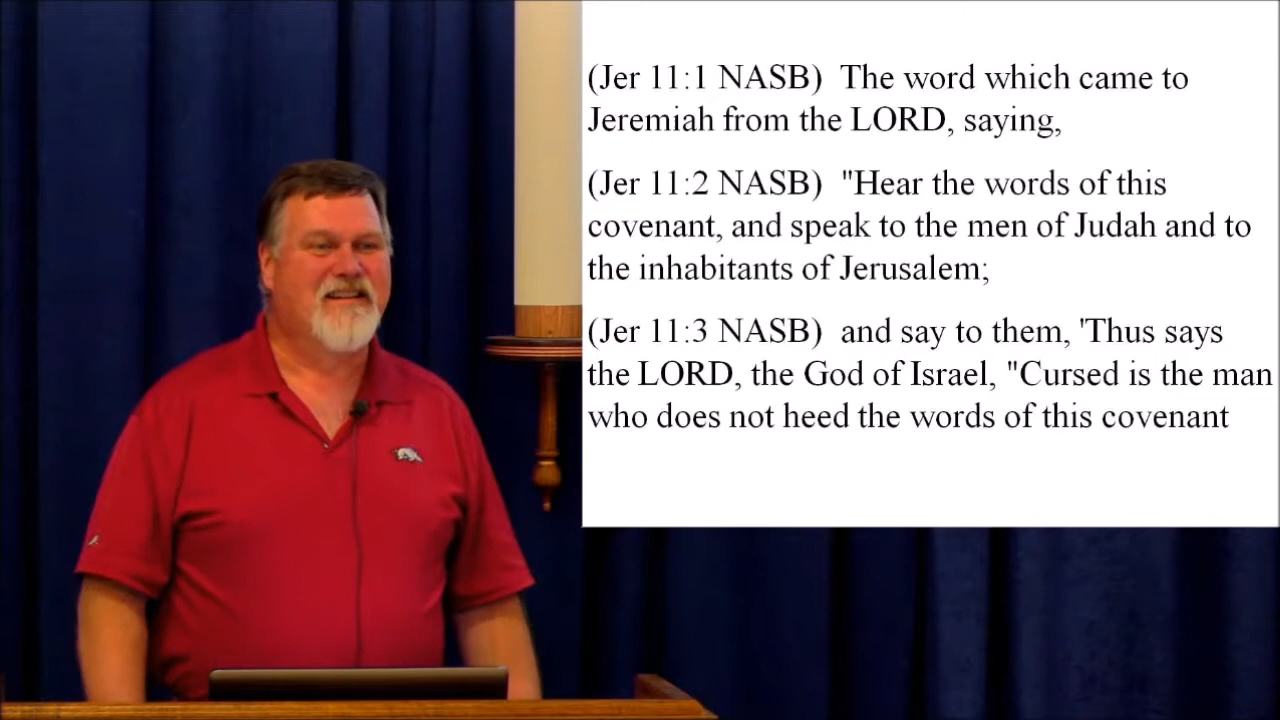 (Jer 11:1 NASB)  The word which came to
Jeremiah from the LORD, saying,
(Jer 11:2 NASB)  "Hear the words of this
covenant, and speak to the men of Judah and to
the inhabitants of Jerusalem;
(Jer 11:3 NASB)  and say to them, 'Thus says
the LORD, the God of Israel, "Cursed is the man
who does not heed the words of this covenant